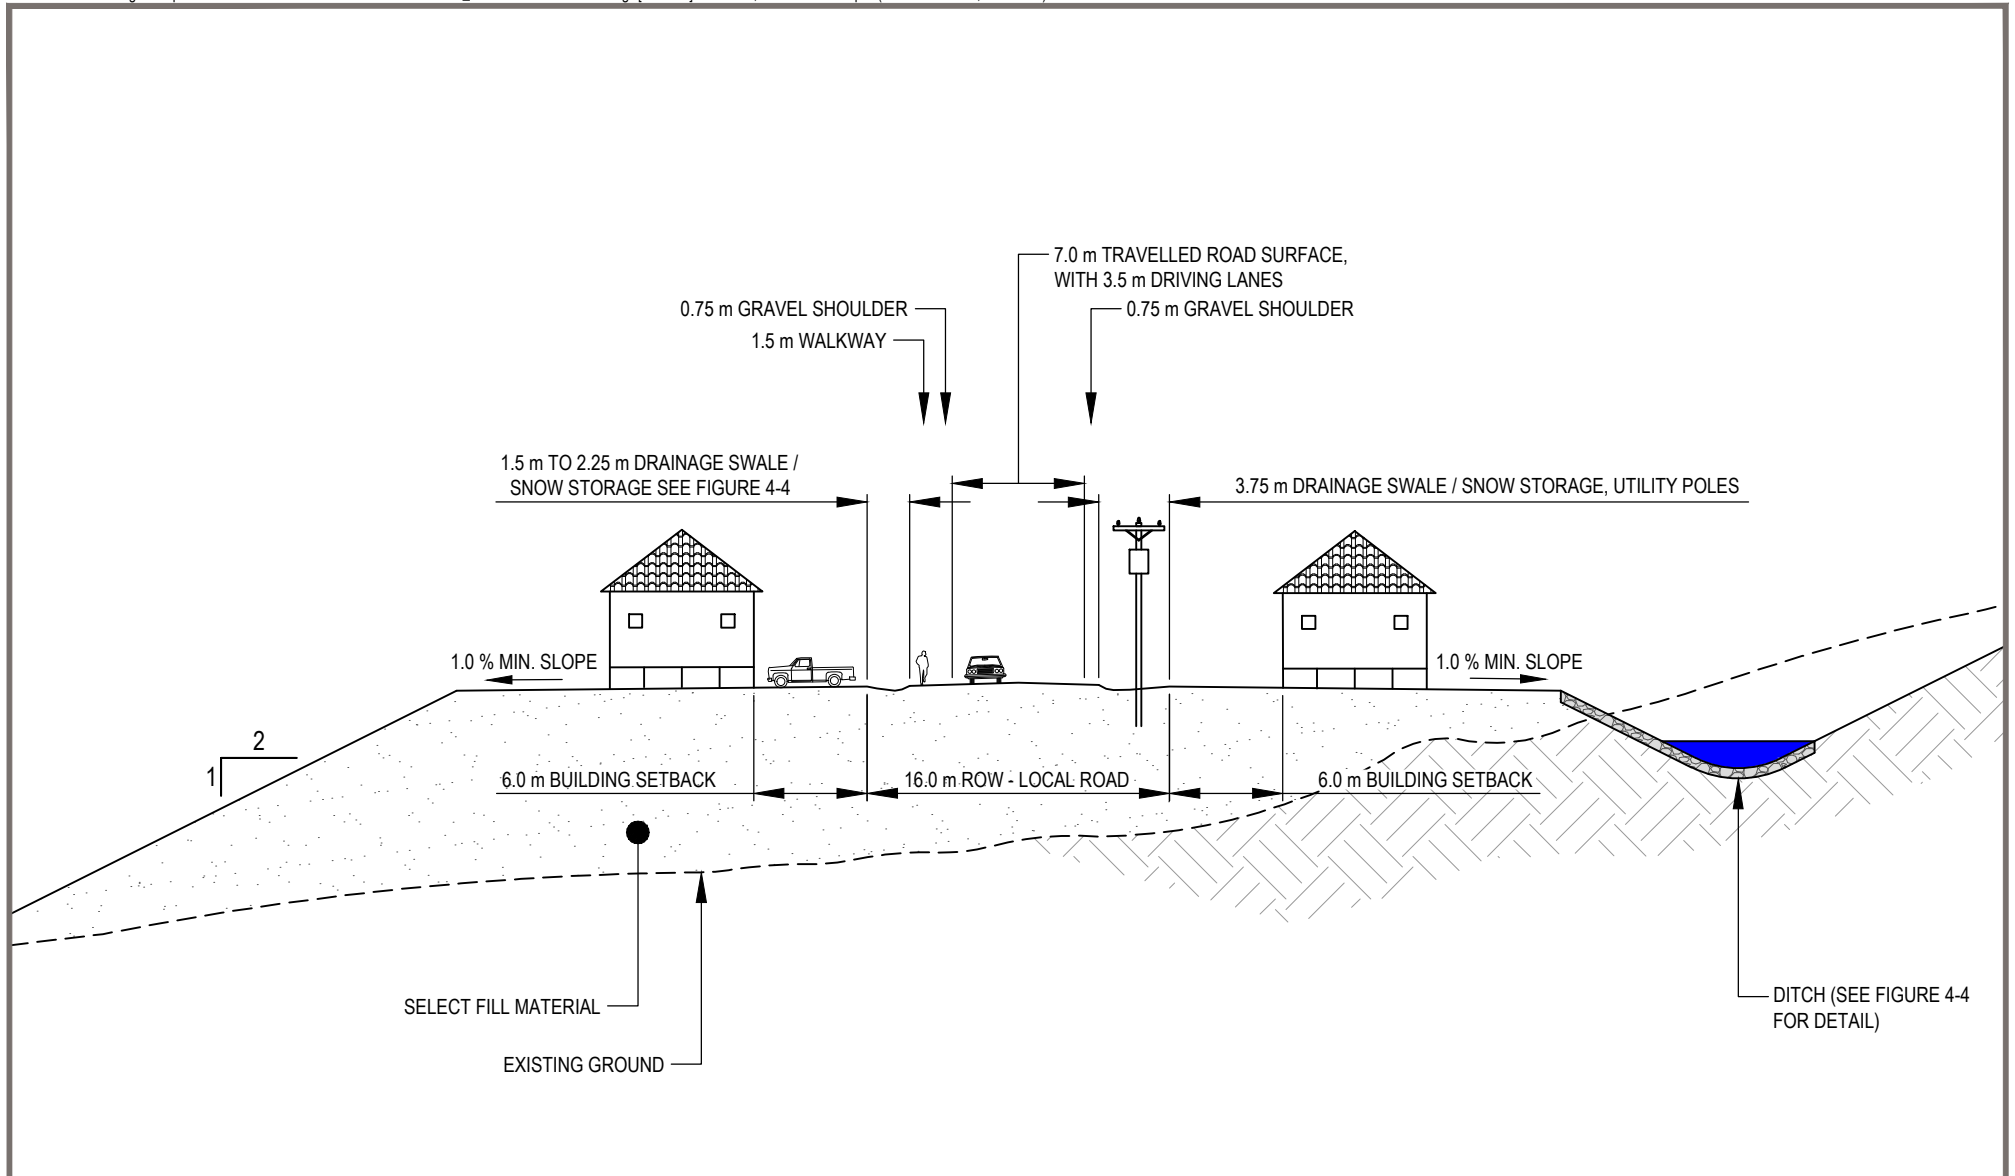 7.0 m TRAVELLED ROAD SURFACE,
WITH 3.5 m DRIVING LANES
0.75 m GRAVEL SHOULDER
0.75 m GRAVEL SHOULDER
1.5 m WALKWAY
1.5 m TO 2.25 m DRAINAGE SWALE /
SNOW STORAGE SEE FIGURE 4-4
3.75 m DRAINAGE SWALE / SNOW STORAGE, UTILITY POLES
1.0 % MIN. SLOPE
1.0 % MIN. SLOPE
2
1
6.0 m BUILDING SETBACK
16.0 m ROW - LOCAL ROAD
6.0 m BUILDING SETBACK
SELECT FILL MATERIAL
EXISTING GROUND
DITCH (SEE FIGURE 4-4
FOR DETAIL)